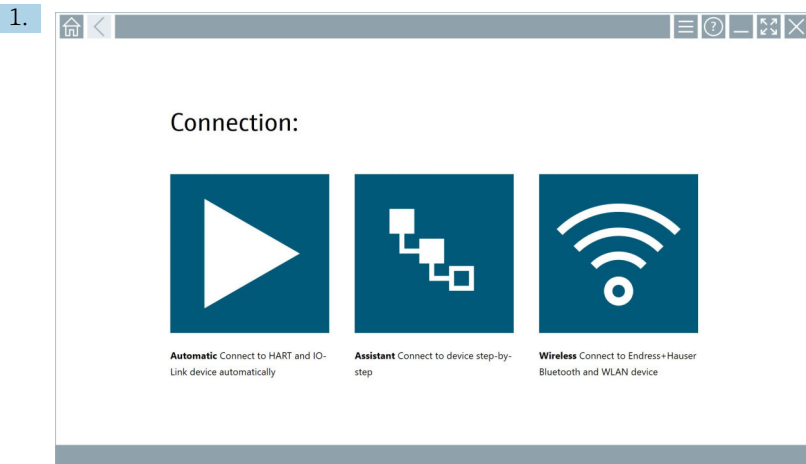 1.
Connection:
Automatic Connect to HART and IO-
Link device automatically
Assistant Connect to device step-by-
step
Wireless Connect to Endress+Hauser
Bluetooth and WLAN device